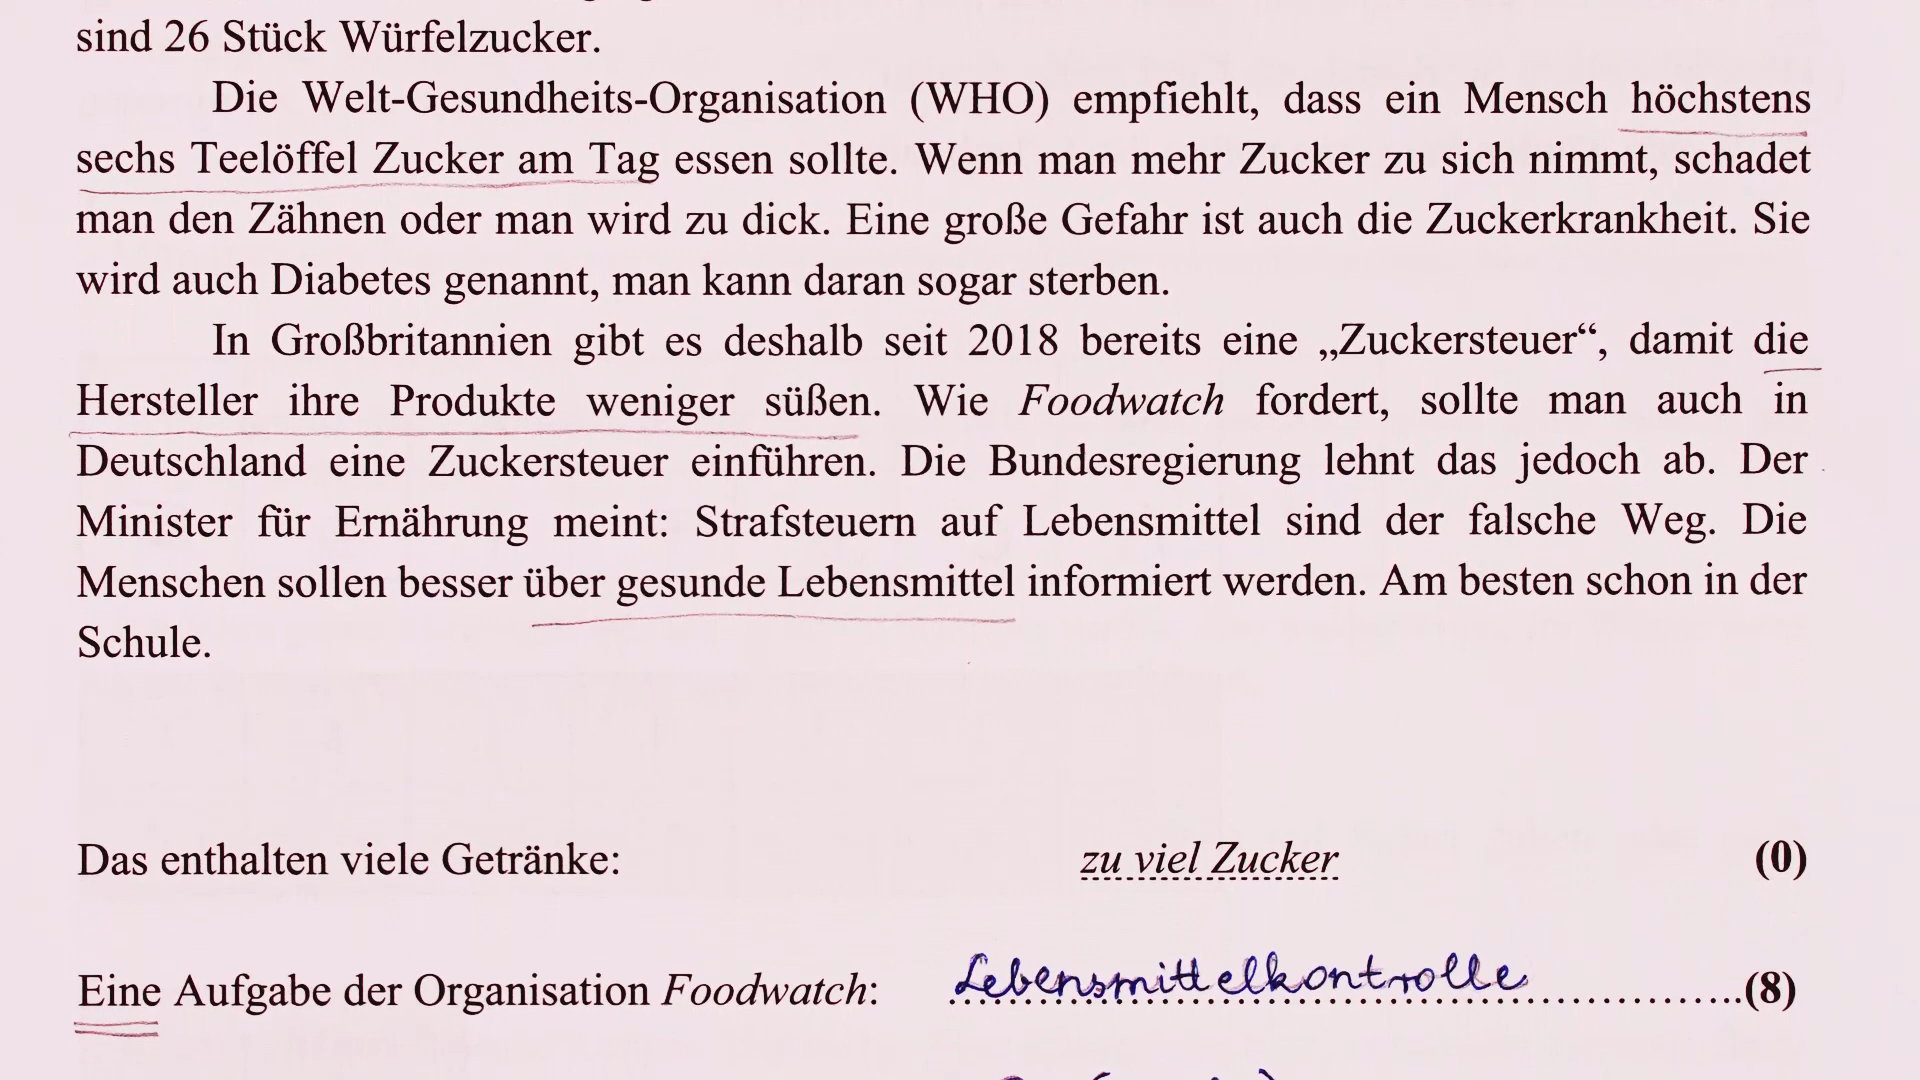 sind 26 Stück Würfelzucker.
Die Welt-Gesundheits-Organisation (WHO) empfiehlt, dass ein Mensch höchstens
sechs Teelöffel Zucker am Tag essen sollte. Wenn man mehr Zucker zu sich nimmt, schadet
man den Zähnen oder man wird zu dick. Eine große Gefahr ist auch die Zuckerkrankheit. Sie
wird auch Diabetes genannt, man kann daran sogar sterben.
In Großbritannien gibt es deshalb seit 2018 bereits eine „Zuckersteuer“, damit die
Hersteller ihre Produkte weniger süßen. Wie Foodwatch fordert, sollte man auch in
Deutschland eine Zuckersteuer einführen. Die Bundesregierung lehnt das jedoch ab. Der
Minister für Ernährung meint: Strafsteuern auf Lebensmittel sind der falsche Weg. Die
Menschen sollen besser über gesunde Lebensmittel informiert werden. Am besten schon in der
Schule.
Das enthalten viele Getränke: zu viel Zucker (0)
Eine Aufgabe der Organisation Foodwatch: Lebensmittelkontrolle (8)